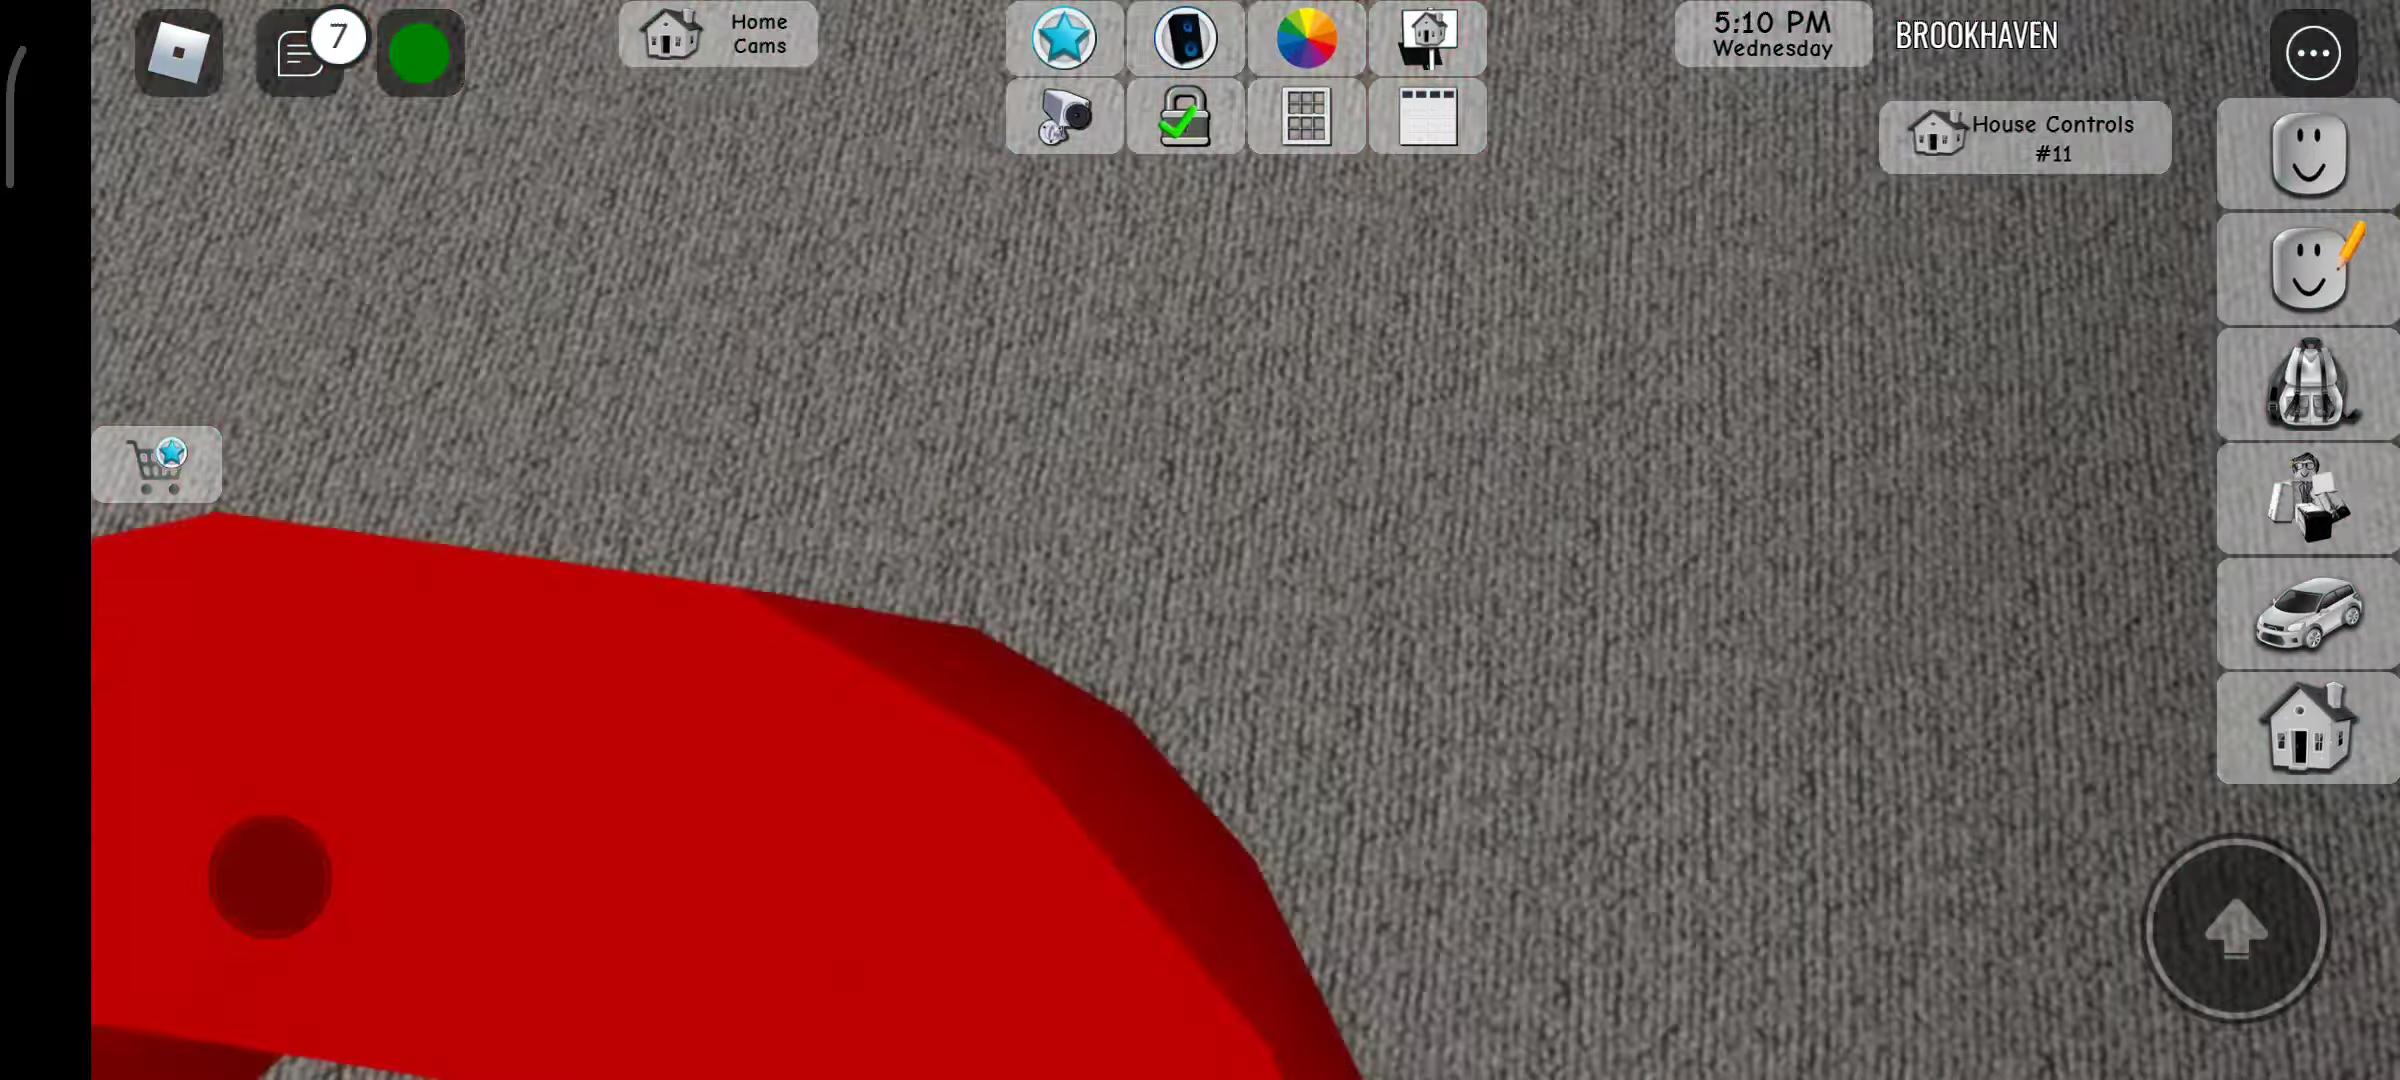 7
Home
Cams
5:10 PM
Wednesday
BROOKHAVEN
House Controls
#11